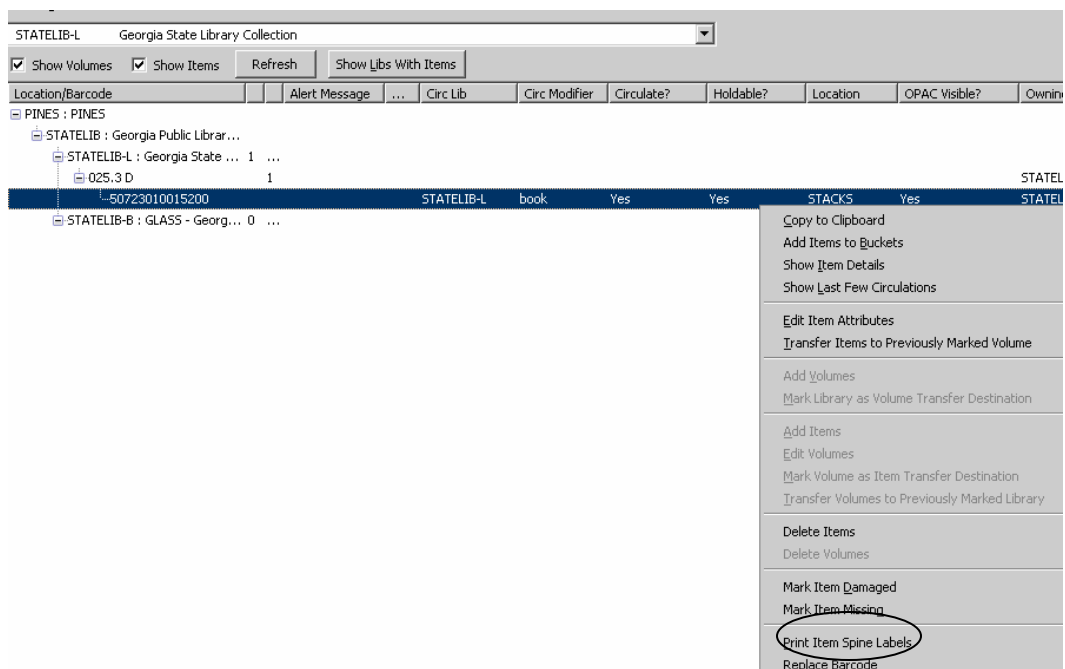 STATELIB-L Georgia State Library Collection
Show Volumes Show Items Refresh Show Libs With Items
Location/Barcode Alert Message ... Circ Lib Circ Modifier Circulate? Holdable? Location OPAC Visible? Ownin
PINES : PINES
STATELIB : Georgia Public Librar...
STATELIB-L : Georgia State ... 1 ...
025.3 D 1 STATEL
50723010015200 STATELIB-L book Yes Yes STACKS Yes STATEL
STATELIB-B : GLASS - Georg... 0 ...
Copy to Clipboard
Add Items to Buckets
Show Item Details
Show Last Few Circulations
Edit Item Attributes
Transfer Items to Previously Marked Volume
Add Volumes
Mark Library as Volume Transfer Destination
Add Items
Edit Volumes
Mark Volume as Item Transfer Destination
Transfer Volumes to Previously Marked Library
Delete Items
Delete Volumes
Mark Item Damaged
Mark Item Missing
Print Item Spine Labels
Replace Barcode